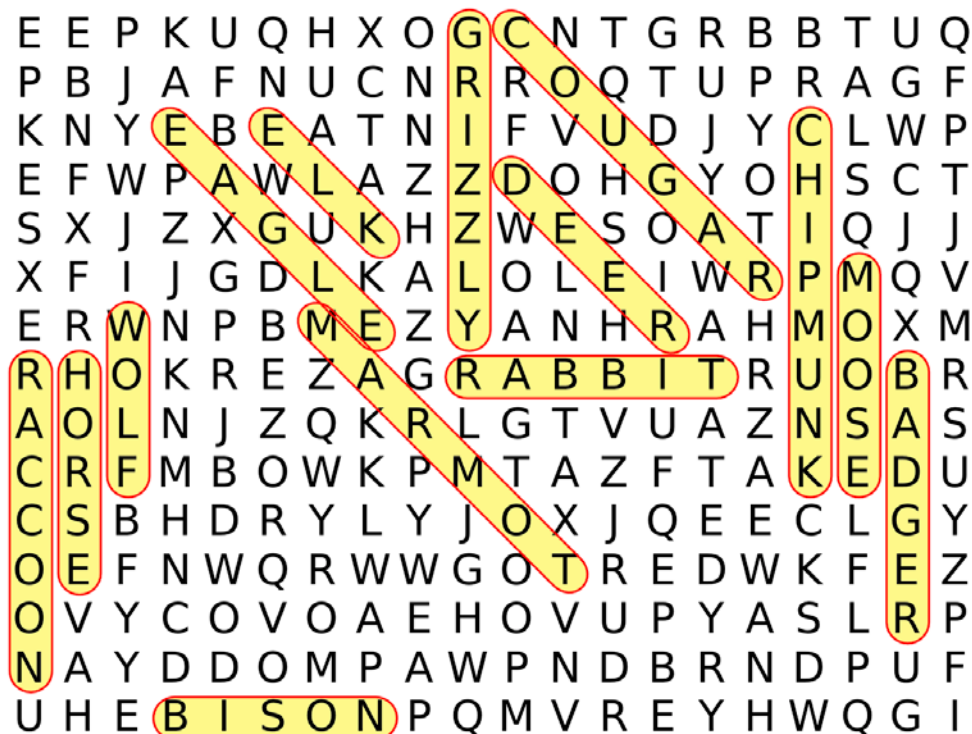 E E P K U Q H X O G C N T G R B B T U Q
P B J A F N U C N R R O Q T U P R A G F
K N Y E B E A T N I F V U D J Y C L W P
E F W P A W L A Z Z D O H G Y O H S C T
S X J Z X G U K H Z W E S O A T I Q J J
X F I J G D L K A L O L E I W R P M Q V
E R W N P B M E Z Y A N H R A H M O X M
R H O K R E Z A G R A B B I T R U O B R
A O L N J Z Q K R L G T V U A Z N S A S
C R F M B O W K P M T A Z F T A K E D U
C S B H D R Y L Y J O X J Q E E C L G Y
O E F N W Q R W W G O T R E D W K F E Z
O V Y C O V O A E H O V U P Y A S L R P
N A Y D D O M P A W P N D B R N D P U F
U H E B I S O N P Q M V R E Y H W Q G I